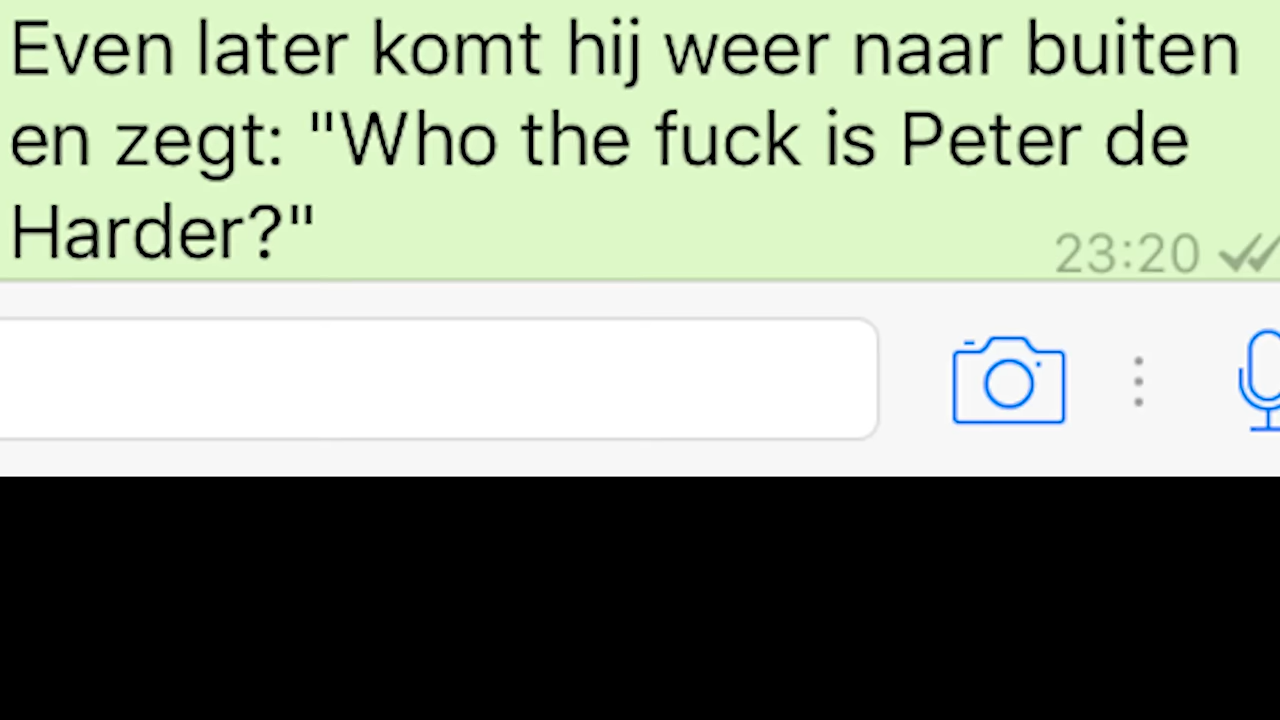 Even later komt hij weer naar buiten
en zegt: "Who the fuck is Peter de
Harder?"
23:20